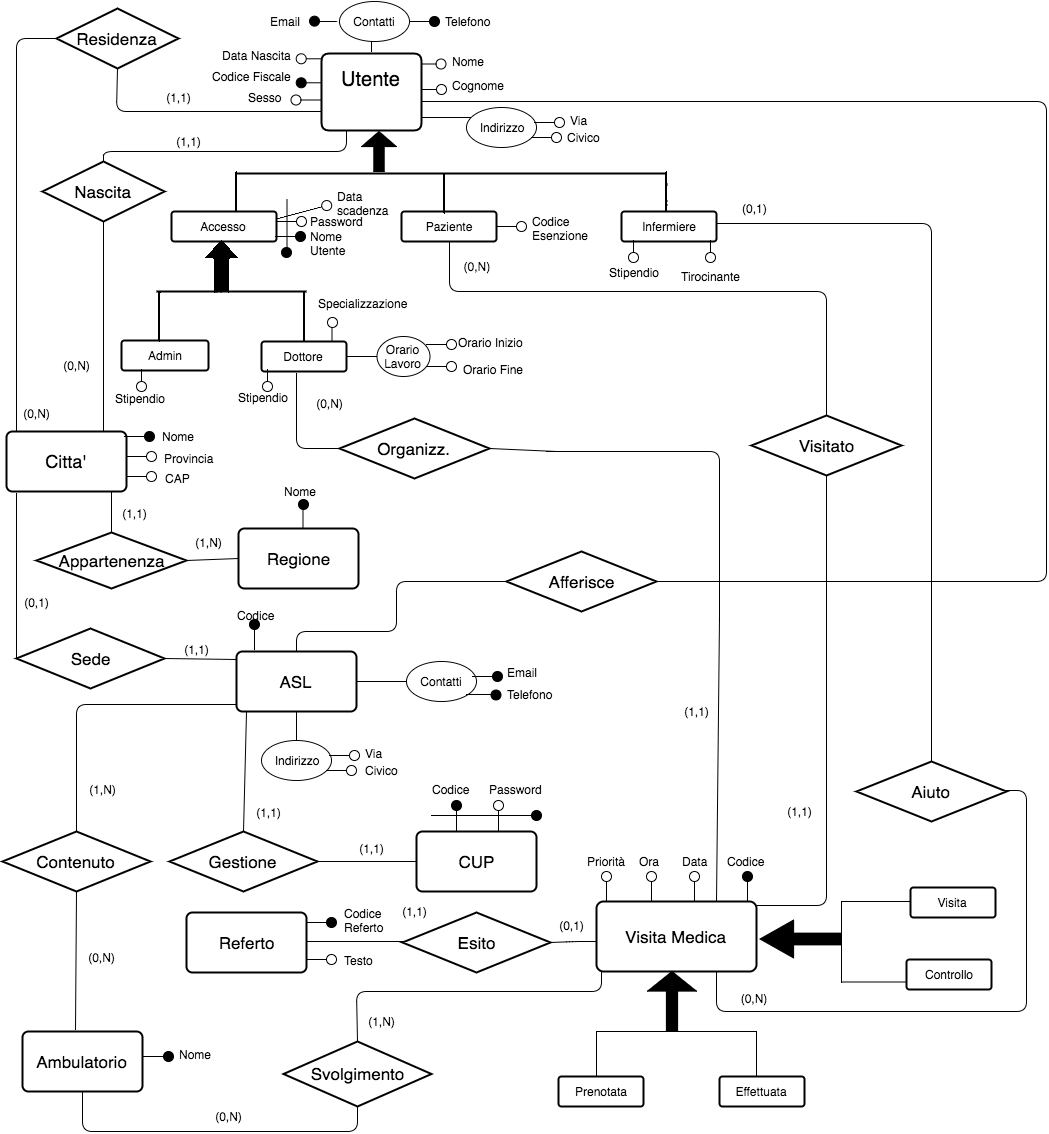 Email
Contatti
Telefono
Residenza
Data Nascita
Codice Fiscale
Sesso
Utente
Nome
Cognome
Indirizzo
Via
Civico
(1,1)
(1,1)
Nascita
Data
scadenza
Password
Nome
Utente
Accesso
Paziente
Codice
Esenzione
Infermiere
(0,1)
Stipendio
Tirocinante
(0,N)
Specializzazione
Admin
Dottore
Orario
Lavoro
Orario Inizio
Orario Fine
Stipendio
Stipendio
(0,N)
(0,N)
(0,N)
Citta'
Nome
Provincia
CAP
Organizz.
Visitato
(1,1)
Nome
Appartenenza
(1,N)
Regione
Afferisce
(0,1)
Sede
(1,1)
Codice
ASL
Contatti
Email
Telefono
(1,1)
Indirizzo
Via
Civico
(1,N)
(1,1)
Codice
Password
(1,1)
Aiuto
Contenuto
Gestione
(1,1)
CUP
Priorità
Ora
Data
Codice
Visita
Referto
Codice
Referto
Testo
(1,1)
Esito
(0,1)
Visita Medica
Controllo
(0,N)
(0,N)
(1,N)
Ambulatorio
Nome
Svolgimento
Prenotata
Effettuata
(0,N)